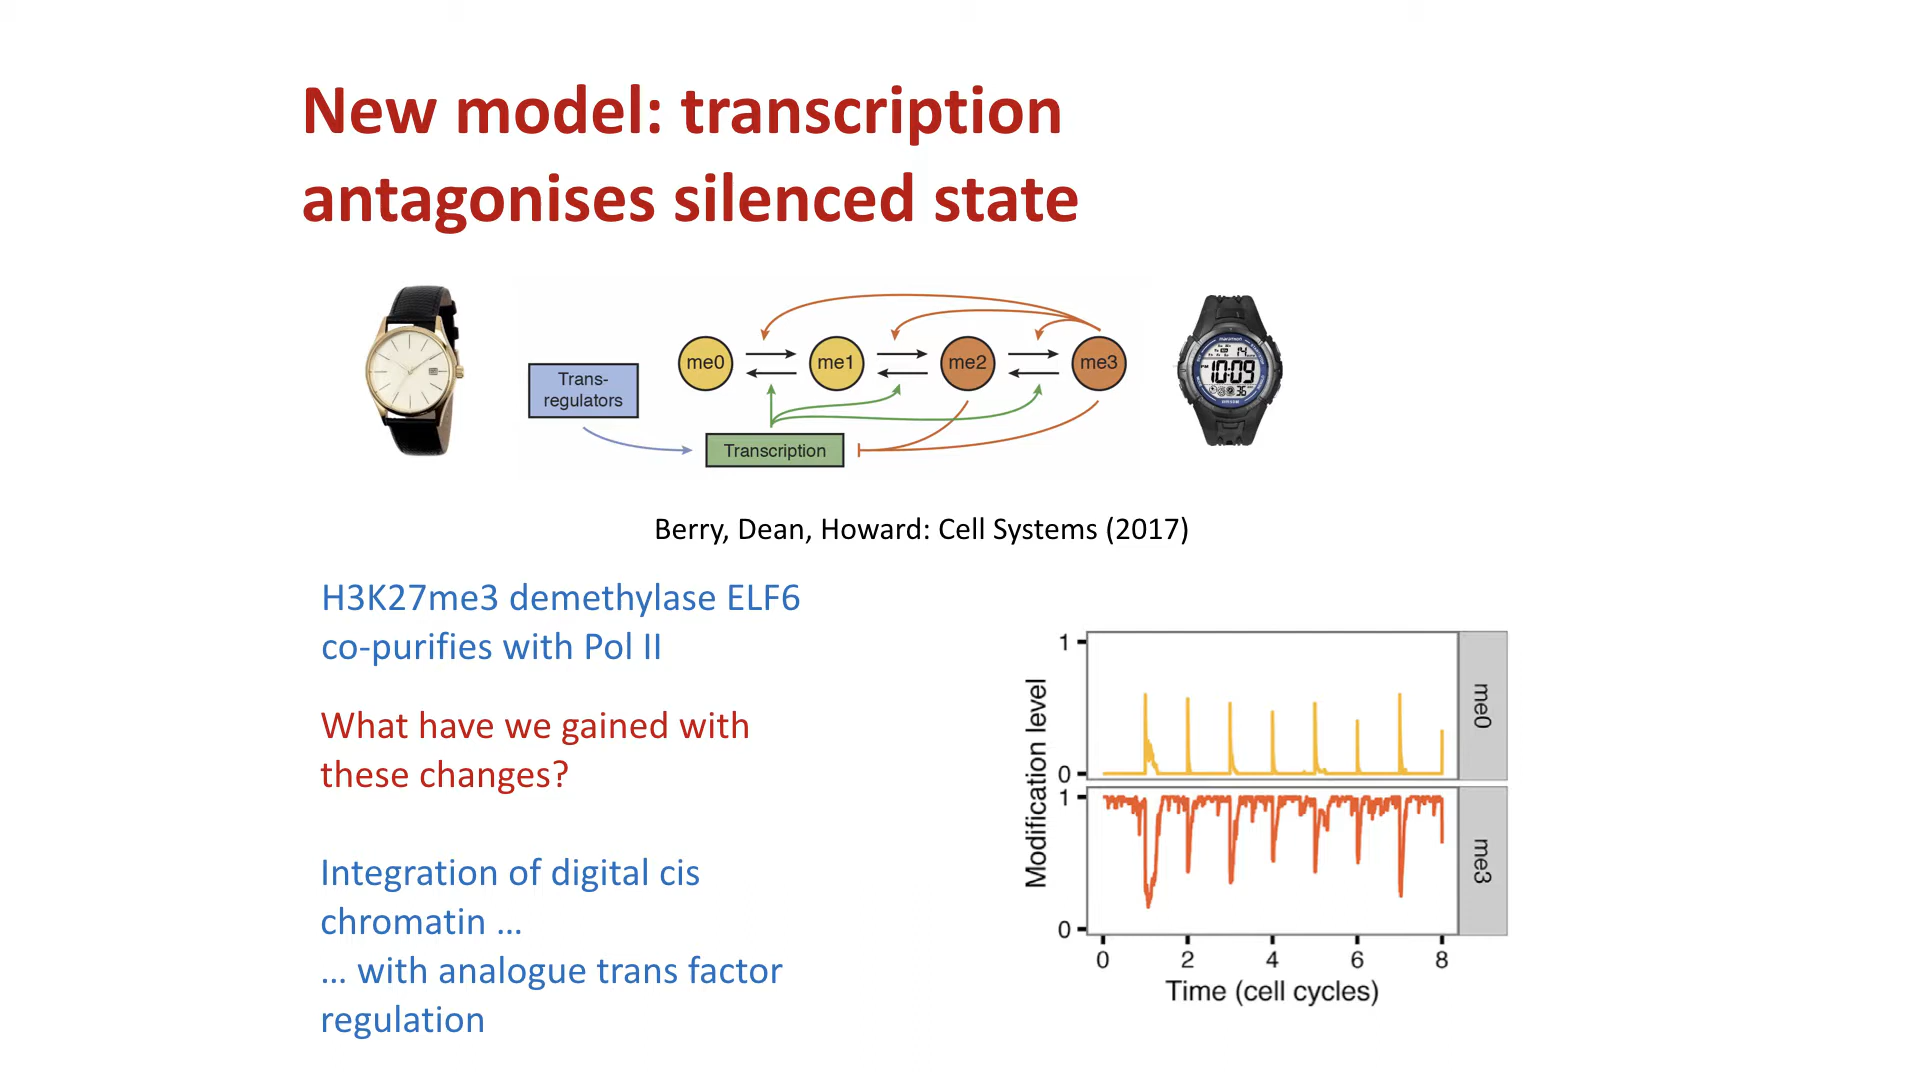 New model: transcription
antagonises silenced state
me0
me1
me2
me3
Trans-
regulators
Transcription
10:09
Berry, Dean, Howard: Cell Systems (2017)
H3K27me3 demethylase ELF6
co-purifies with Pol II
What have we gained with
these changes?
Integration of digital cis
chromatin ...
... with analogue trans factor
regulation
Modification level
1
0
me0
1
0
me3
0
2
4
6
8
Time (cell cycles)